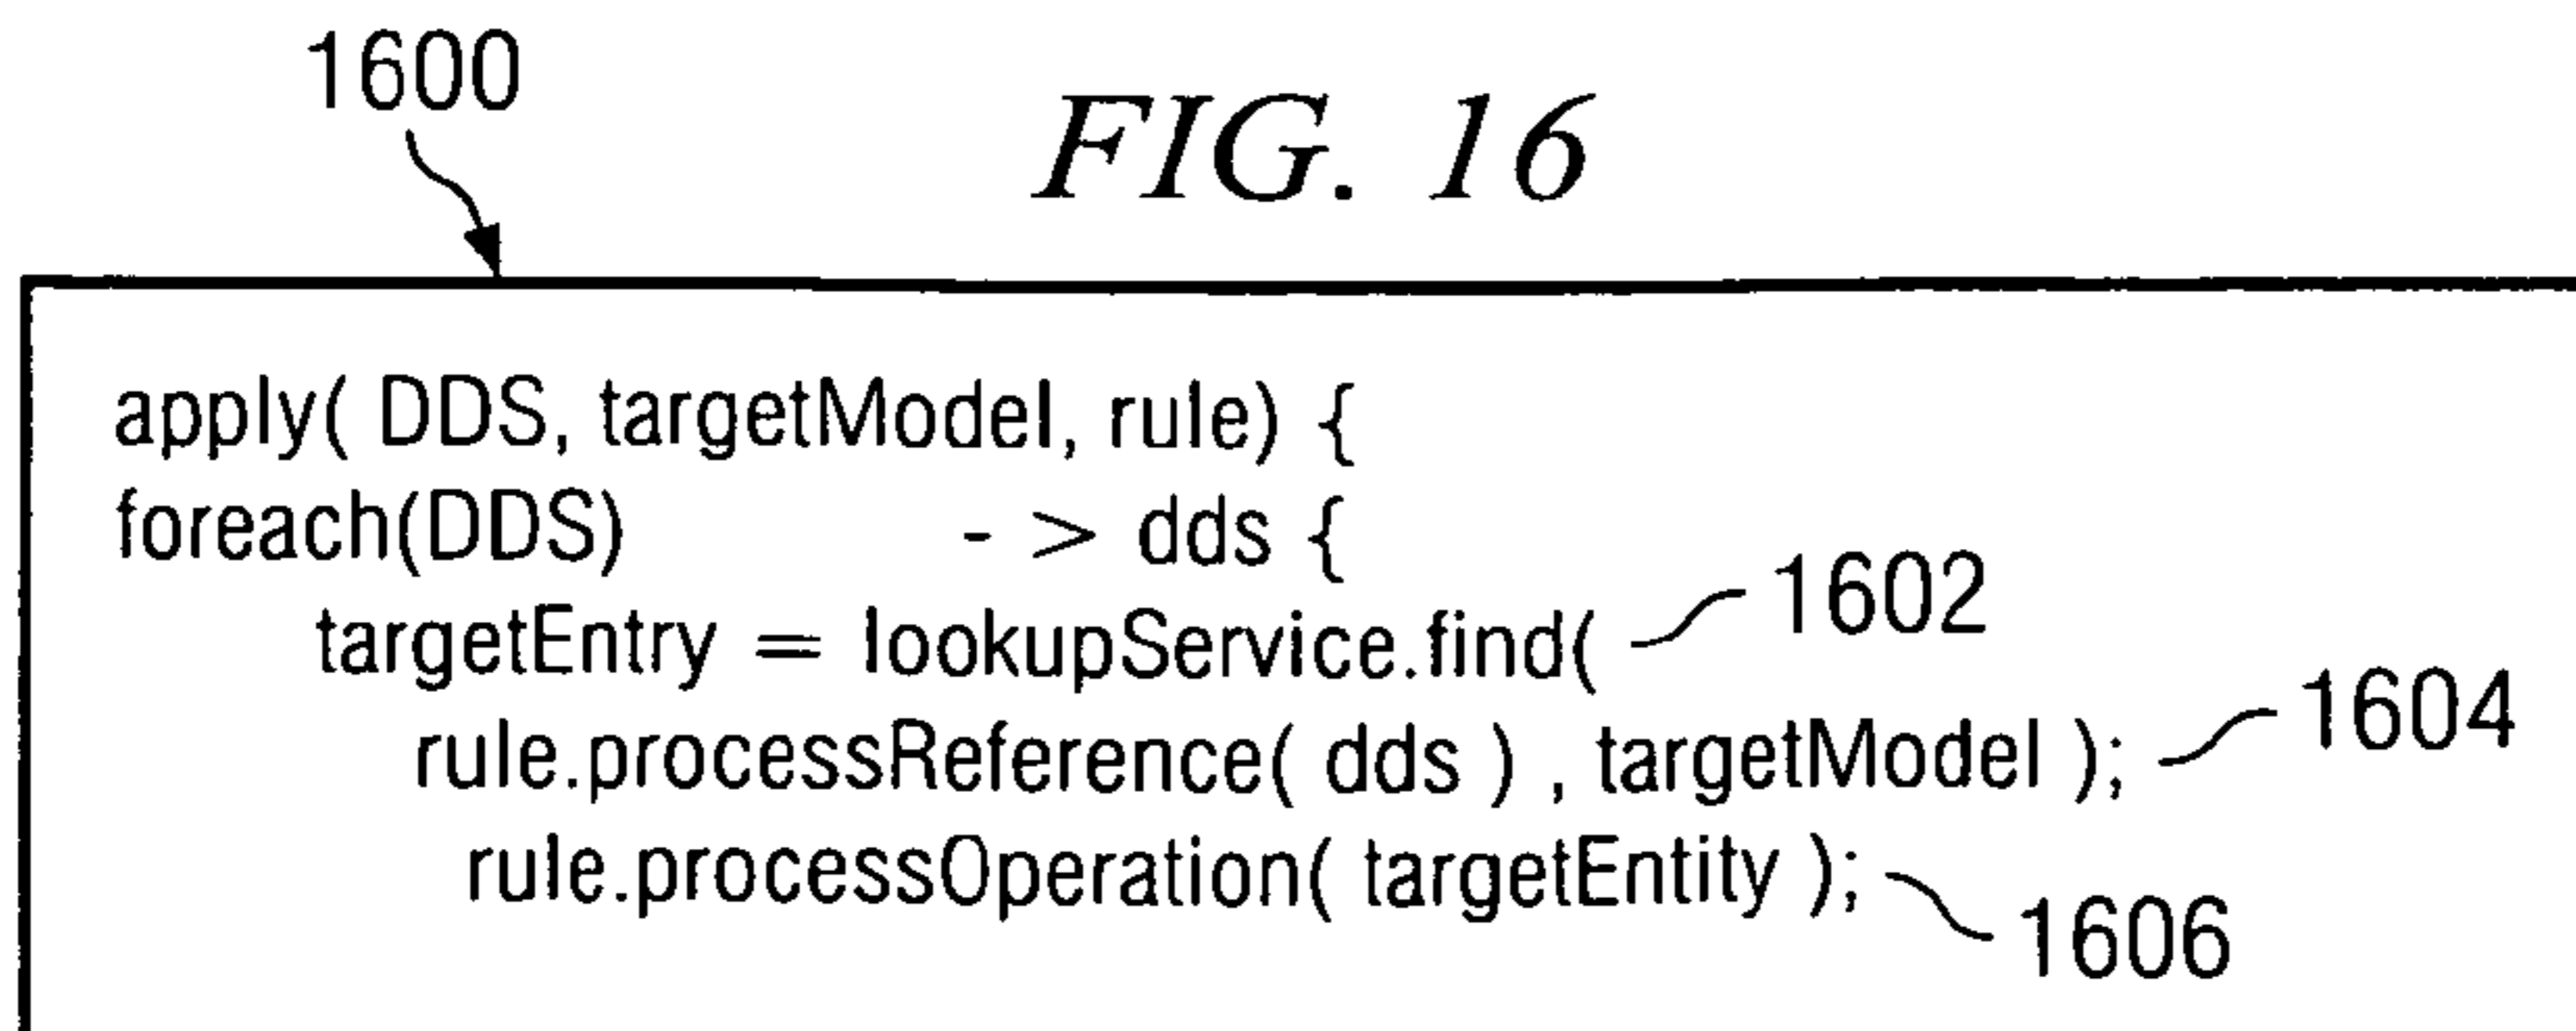 1600
FIG. 16
apply( DDS, targetModel, rule) {
foreach(DDS) - > dds {
targetEntry = lookupService.find( 1602
rule.processReference( dds ) , targetModel ); 1604
rule.processOperation( targetEntity ); 1606